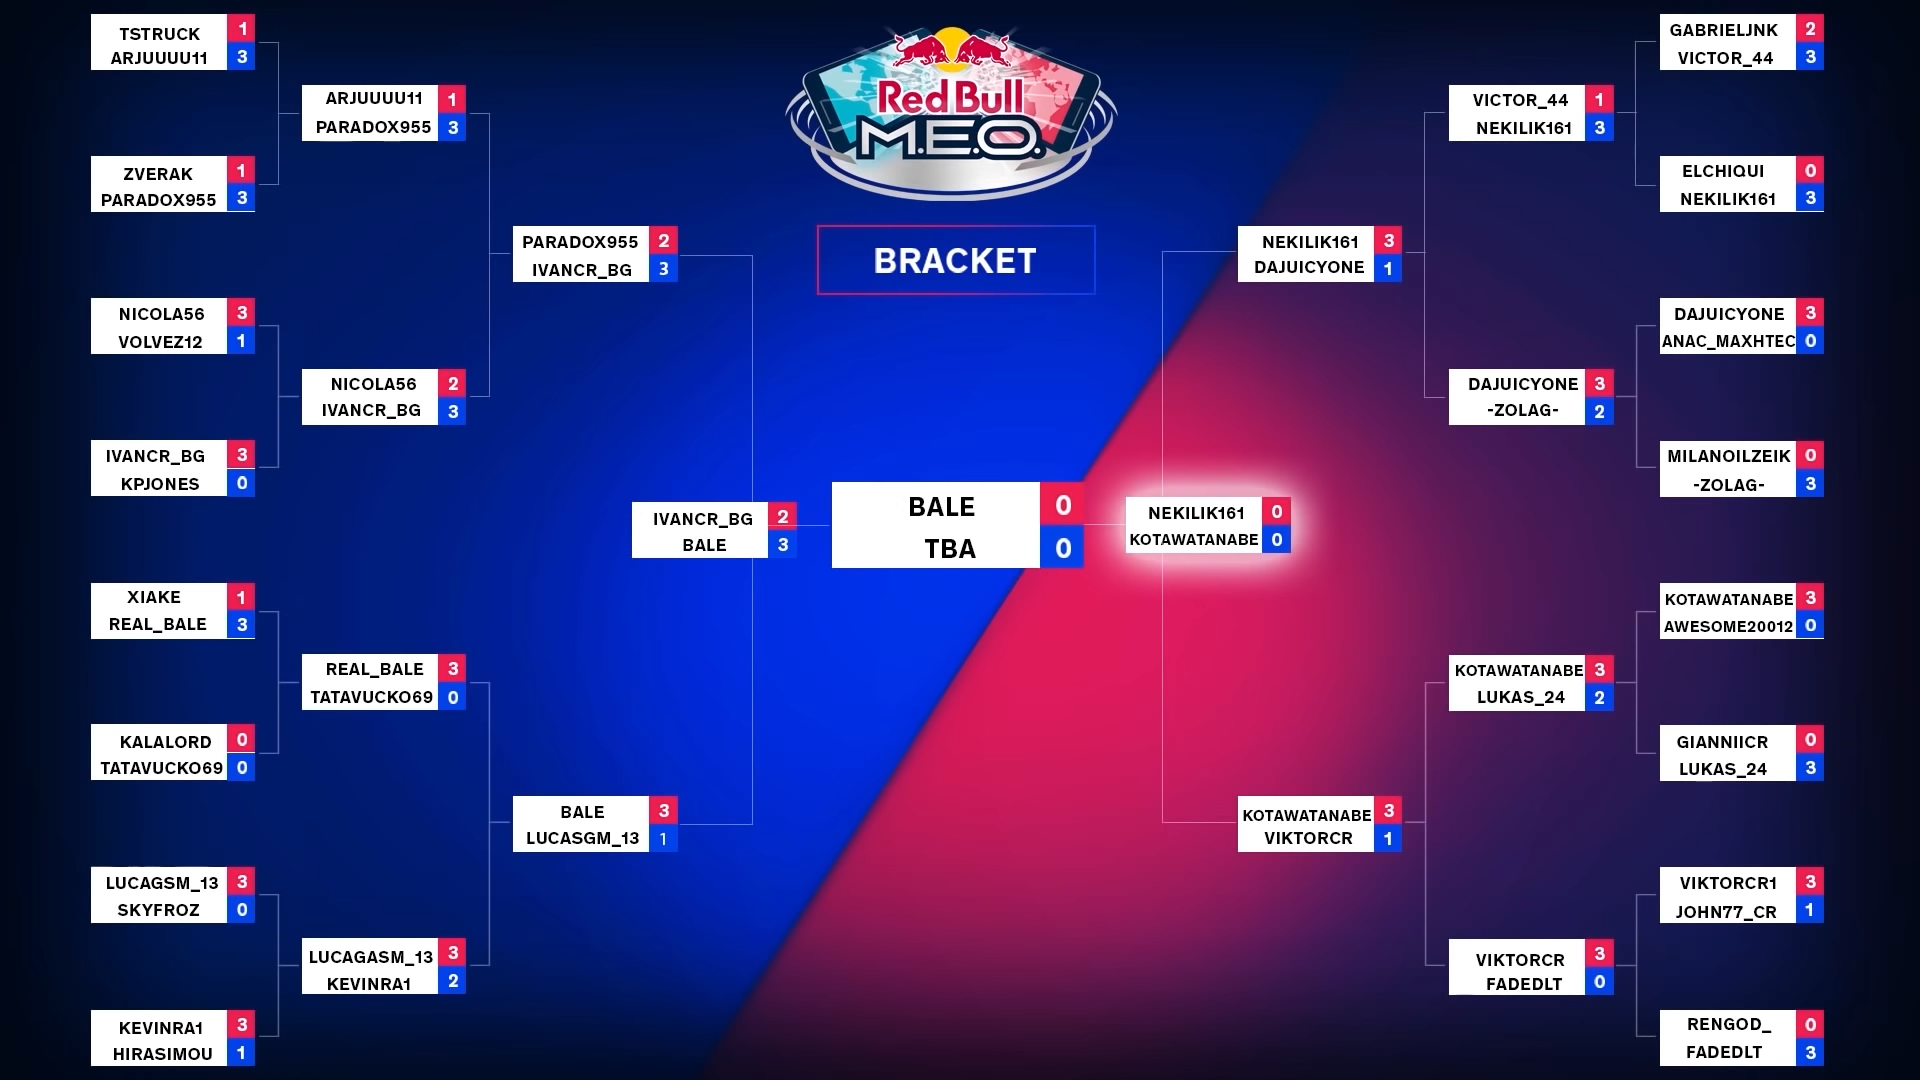 Red Bull
M.E.O.
BRACKET
TSTRUCK 1
ARJUUUU11 3
ZVERAK 1
PARADOX955 3
NICOLA56 3
VOLVEZ12 1
IVANCR_BG 3
KPJONES 0
XIAKE 1
REAL_BALE 3
KALALORD 0
TATAVUCKO69 0
LUCAGSM_13 3
SKYFROZ 0
KEVINRA1 3
HIRASIMOU 1
ARJUUUU11 1
PARADOX955 3
NICOLA56 2
IVANCR_BG 3
REAL_BALE 3
TATAVUCKO69 0
LUCAGASM_13 3
KEVINRA1 2
PARADOX955 2
IVANCR_BG 3
BALE 3
LUCASGM_13 1
IVANCR_BG 2
BALE 3
BALE 0
TBA 0
NEKILIK161 0
KOTAWATANABE 0
NEKILIK161 3
DAJUICYONE 1
KOTAWATANABE 3
VIKTORCR 1
VICTOR_44 1
NEKILIK161 3
DAJUICYONE 3
-ZOLAG- 2
KOTAWATANABE 3
LUKAS_24 2
VIKTORCR 3
FADEDLT 0
GABRIELJNK 2
VICTOR_44 3
ELCHIQUI 0
NEKILIK161 3
DAJUICYONE 3
ANAC_MAXHTEC 0
MILANOILZEIK 0
-ZOLAG- 3
KOTAWATANABE 3
AWESOME20012 0
GIANNIICR 0
LUKAS_24 3
VIKTORCR1 3
JOHN77_CR 1
RENGOD_ 0
FADEDLT 3